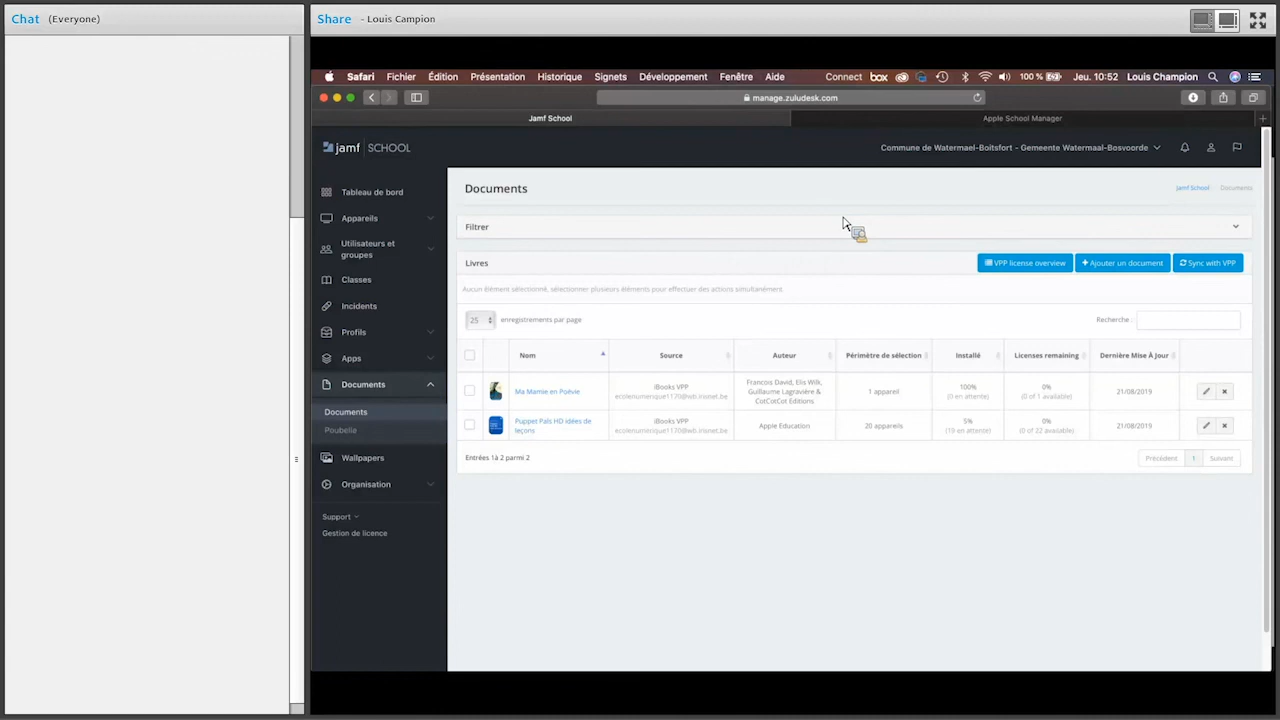 Chat (Everyone)
Share - Louis Campion
Safari Fichier Édition Présentation Historique Signets Développement Fenêtre Aide Connect box 100 % Jeu. 10:52 Louis Champion
manage.zuludesk.com
Jamf School
Apple School Manager
jamf SCHOOL
Commune de Watermael-Boitsfort - Gemeente Watermaal-Bosvoorde
Tableau de bord
Appareils
Utilisateurs et
groupes
Classes
Incidents
Profils
Apps
Documents
Documents
Poubelle
Wallpapers
Organisation
Support
Gestion de licence
Documents
Jamf School Documents
Filtrer
Livres
VPP license overview
Ajouter un document
Sync with VPP
Aucun élément sélectionné, sélectionner plusieurs éléments pour effectuer des actions simultanément.
25 enregistrements par page
Recherche :
Nom Source Auteur Périmètre de sélection Installé Licenses remaining Dernière Mise À Jour
Ma Mamie en Poévie
iBooks VPP
ecolenumerique1170@wb.irisnet.be
Francois David, Elis Wilk,
Guillaume Lagravière &
CotCotCot Editions
1 appareil
100%
(0 en attente)
0%
(0 of 1 available)
21/08/2019
Puppet Pals HD idées de
leçons
iBooks VPP
ecolenumerique1170@wb.irisnet.be
Apple Education
20 appareils
5%
(19 en attente)
0%
(0 of 22 available)
21/08/2019
Entrées 1à 2 parmi 2
Précédent 1 Suivant